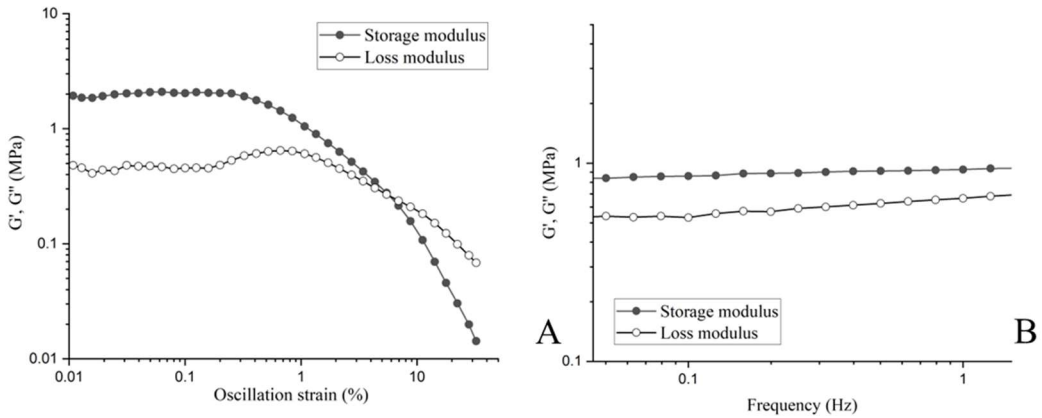 10
Storage modulus
Loss modulus
1
G', G" (MPa)
0.1
0.01
0.01
0.1
1
10
Oscillation strain (%)
A
1
G', G" (MPa)
Storage modulus
Loss modulus
B
0.1
0.1
1
Frequency (Hz)